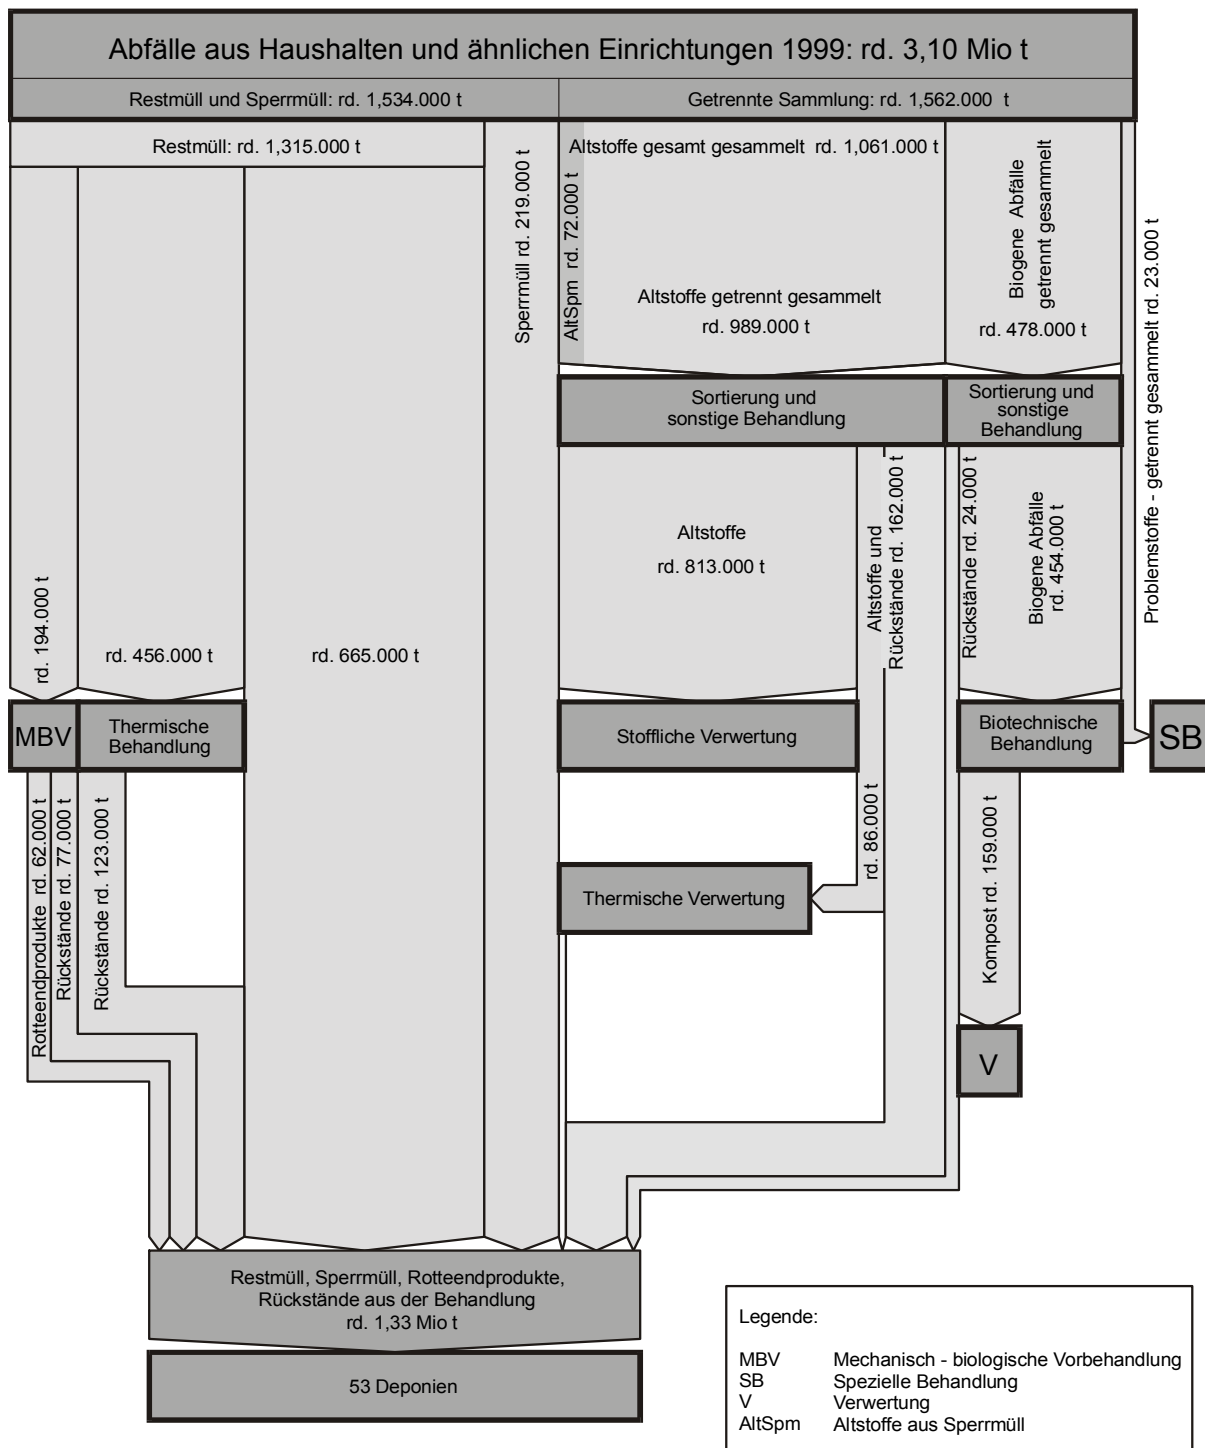 Abfälle aus Haushalten und ähnlichen Einrichtungen 1999: rd. 3,10 Mio t
Restmüll und Sperrmüll: rd. 1,534.000 t
Getrennte Sammlung: rd. 1,562.000 t
Restmüll: rd. 1,315.000 t
Sperrmüll rd. 219.000 t
Altstoffe gesamt gesammelt rd. 1,061.000 t
AltSpm rd. 72.000 t
Altstoffe getrennt gesammelt
rd. 989.000 t
Biogene Abfälle
getrennt gesammelt
rd. 478.000 t
Problemstoffe - getrennt gesammelt rd. 23.000 t
Sortierung und
sonstige Behandlung
Sortierung und
sonstige
Behandlung
Altstoffe
rd. 813.000 t
Altstoffe und
Rückstände rd. 162.000 t
Rückstände rd. 24.000 t
Biogene Abfälle
rd. 454.000 t
rd. 194.000 t
rd. 456.000 t
rd. 665.000 t
MBV
Thermische
Behandlung
Stoffliche Verwertung
Biotechnische
Behandlung
SB
Rotteendprodukte rd. 62.000 t
Rückstände rd. 77.000 t
Rückstände rd. 123.000 t
rd. 86.000 t
Thermische Verwertung
Kompost rd. 159.000 t
V
Restmüll, Sperrmüll, Rotteendprodukte,
Rückstände aus der Behandlung
rd. 1,33 Mio t
53 Deponien
Legende:
MBV Mechanisch - biologische Vorbehandlung
SB Spezielle Behandlung
V Verwertung
AltSpm Altstoffe aus Sperrmüll